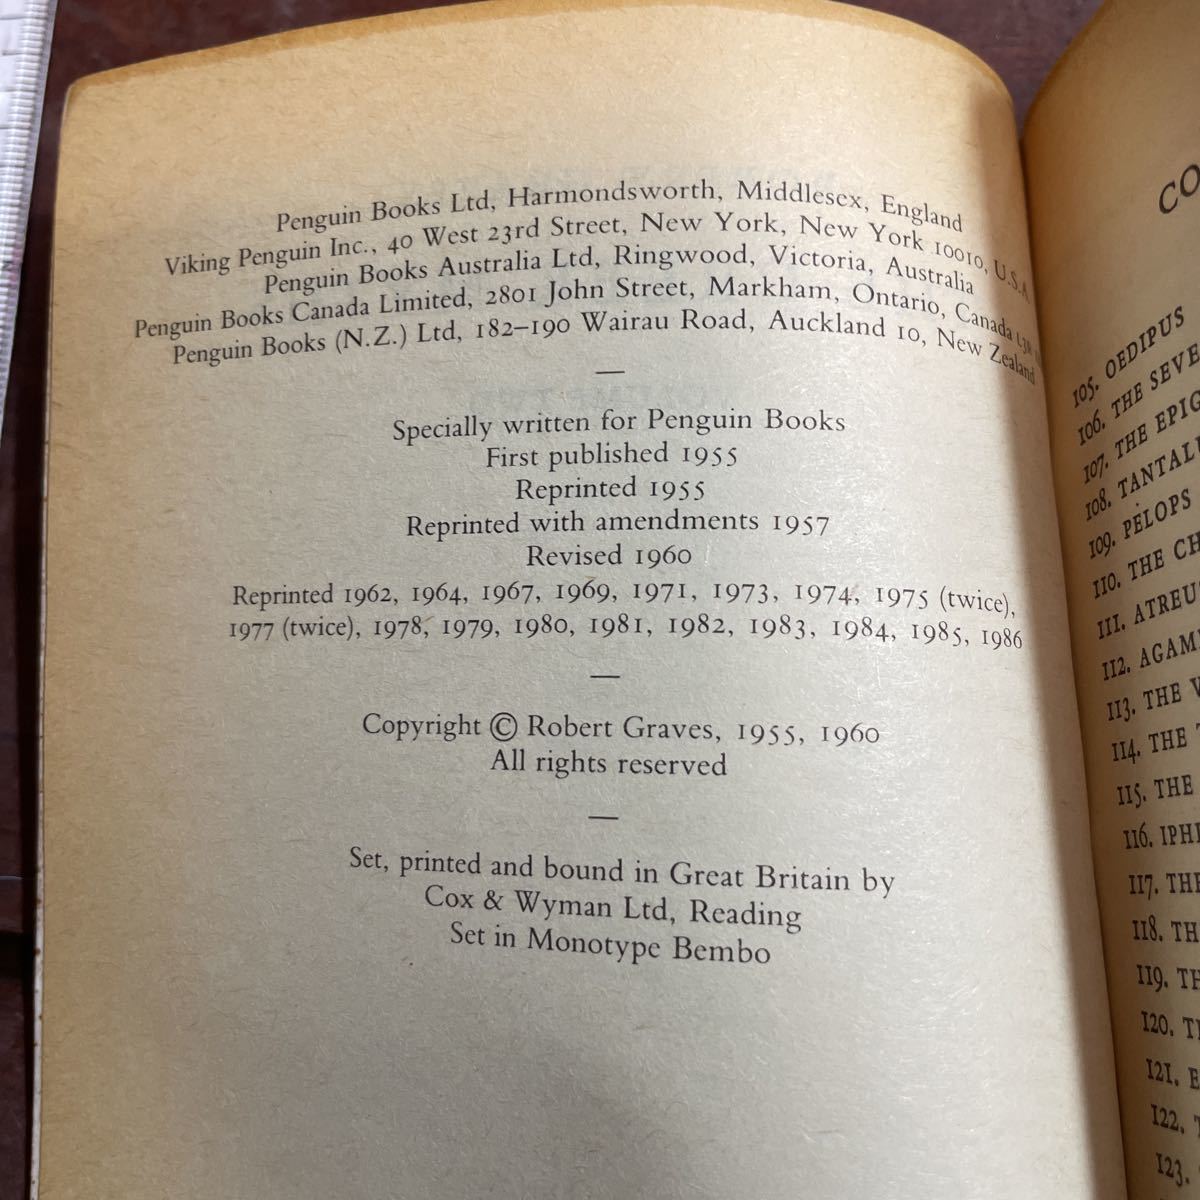 Penguin Books Ltd, Harmondsworth, Middlesex, England
Viking Penguin Inc., 40 West 23rd Street, New York, New York 10010, U.S.A.
Penguin Books Australia Ltd, Ringwood, Victoria, Australia
Penguin Books Canada Limited, 2801 John Street, Markham, Ontario, Canada L3R
Penguin Books (N.Z.) Ltd, 182–190 Wairau Road, Auckland 10, New Zealand
—
Specially written for Penguin Books
First published 1955
Reprinted 1955
Reprinted with amendments 1957
Revised 1960
Reprinted 1962, 1964, 1967, 1969, 1971, 1973, 1974, 1975 (twice),
1977 (twice), 1978, 1979, 1980, 1981, 1982, 1983, 1984, 1985, 1986
—
Copyright © Robert Graves, 1955, 1960
All rights reserved
—
Set, printed and bound in Great Britain by
Cox & Wyman Ltd, Reading
Set in Monotype Bembo
CO
105. OEDIPUS
106. THE SEVE
107. THE EPIG
108. TANTALU
109. PELOPS
110. THE CH
111. ATREU
112. AGAM
113. THE
114. THE
115. THE
116. IPHI
117. THE
118. TH
119. TH
120. T
121. E
122.
123.